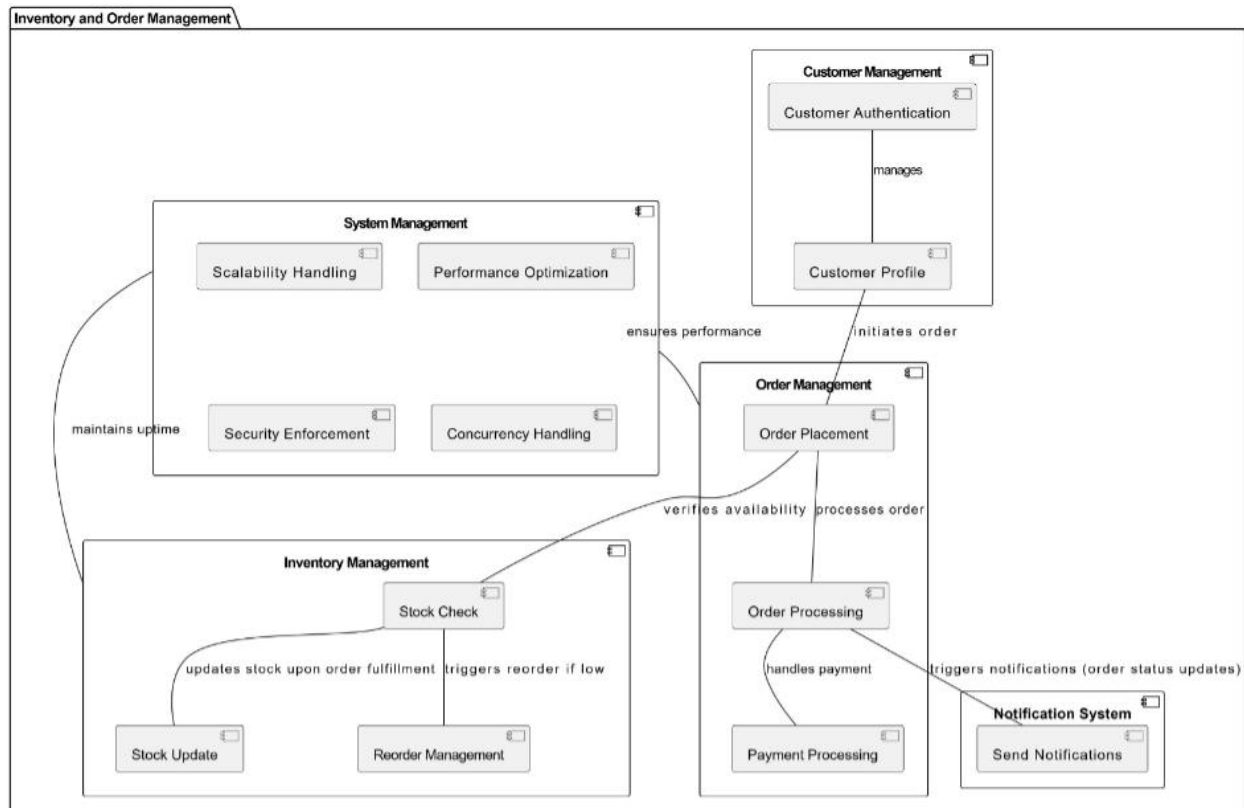 Inventory and Order Management
Customer Management
Customer Authentication
manages
Customer Profile
System Management
Scalability Handling
Performance Optimization
Security Enforcement
Concurrency Handling
ensures performance
initiates order
maintains uptime
Order Management
Order Placement
verifies availability
processes order
Inventory Management
Stock Check
updates stock upon order fulfillment
triggers reorder if low
Stock Update
Reorder Management
Order Processing
handles payment
triggers notifications (order status updates)
Payment Processing
Notification System
Send Notifications